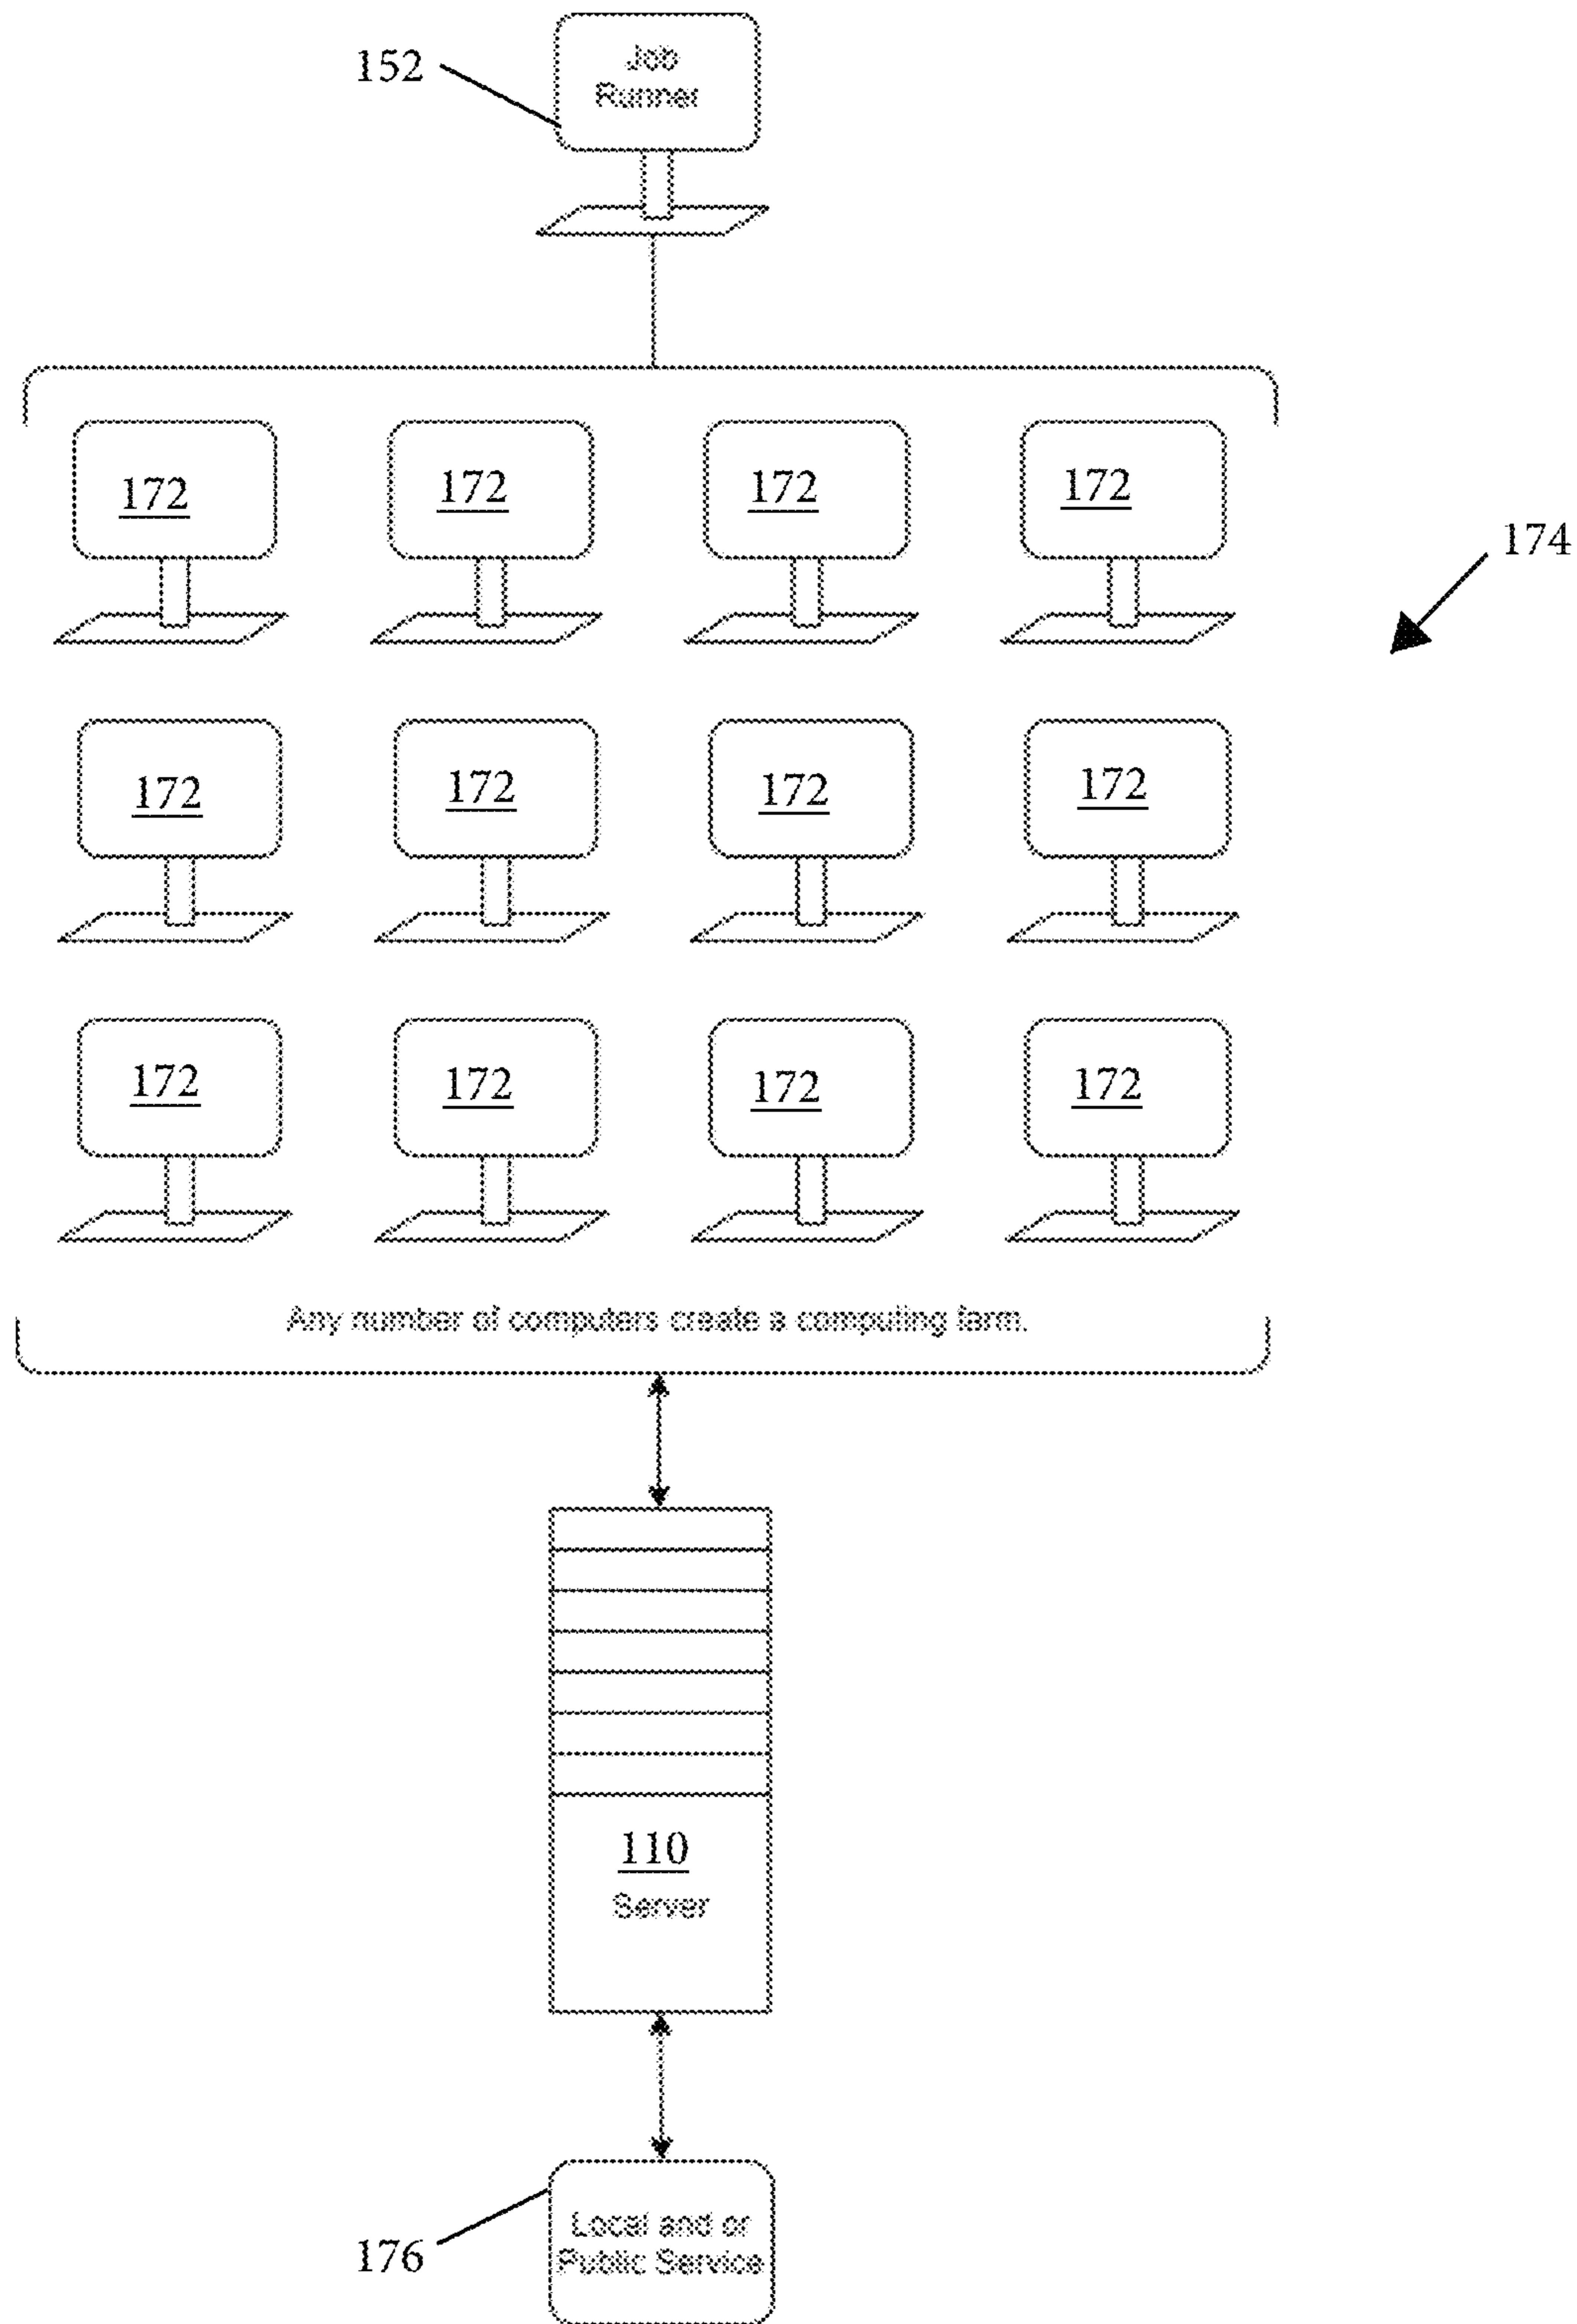 152
Job
Runner
172 172 172 172
174
172 172 172 172
172 172 172 172
Any number of computers create a computing farm.
110
Server
Local and or
Public Service
176